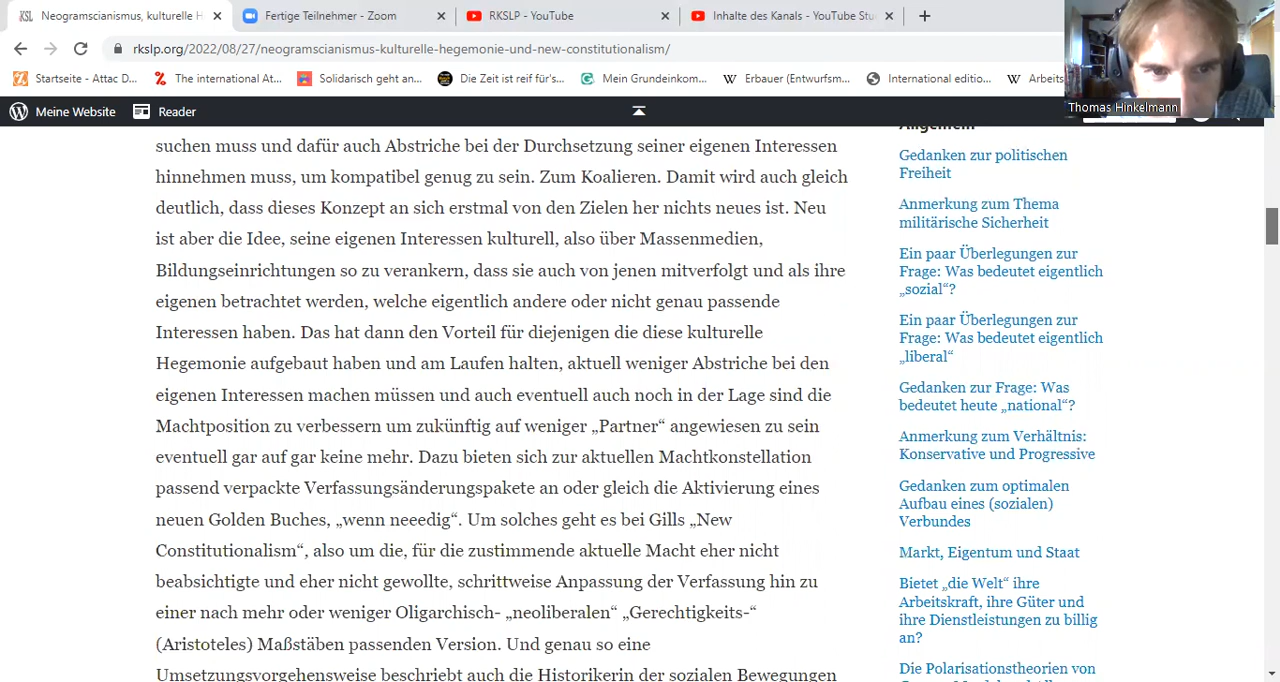 Neogramscianismus, kulturelle H
Fertige Teilnehmer - Zoom
RKSLP - YouTube
Inhalte des Kanals - YouTube Stu
rkslp.org/2022/08/27/neogramscianismus-kulturelle-hegemonie-und-new-constitutionalism/
Startseite - Attac D...
The international At...
Solidarisch geht an...
Die Zeit ist reif für's...
Mein Grundeinkom...
Erbauer (Entwurfsm...
International editio...
Arbeits
Thomas Hinkelmann
Meine Website
Reader
suchen muss und dafür auch Abstriche bei der Durchsetzung seiner eigenen Interessen
hinnehmen muss, um kompatibel genug zu sein. Zum Koalieren. Damit wird auch gleich
deutlich, dass dieses Konzept an sich erstmal von den Zielen her nichts neues ist. Neu
ist aber die Idee, seine eigenen Interessen kulturell, also über Massenmedien,
Bildungseinrichtungen so zu verankern, dass sie auch von jenen mitverfolgt und als ihre
eigenen betrachtet werden, welche eigentlich andere oder nicht genau passende
Interessen haben. Das hat dann den Vorteil für diejenigen die diese kulturelle
Hegemonie aufgebaut haben und am Laufen halten, aktuell weniger Abstriche bei den
eigenen Interessen machen müssen und auch eventuell auch noch in der Lage sind die
Machtposition zu verbessern um zukünftig auf weniger „Partner“ angewiesen zu sein
eventuell gar auf gar keine mehr. Dazu bieten sich zur aktuellen Machtkonstellation
passend verpackte Verfassungsänderungspakete an oder gleich die Aktivierung eines
neuen Golden Buches, „wenn neeedig“. Um solches geht es bei Gills „New
Constitutionalism“, also um die, für die zustimmende aktuelle Macht eher nicht
beabsichtigte und eher nicht gewollte, schrittweise Anpassung der Verfassung hin zu
einer nach mehr oder weniger Oligarchisch- „neoliberalen“ „Gerechtigkeits-“
(Aristoteles) Maßstäben passenden Version. Und genau so eine
Umsetzungsvorgehensweise beschriebt auch die Historikerin der sozialen Bewegungen
Allgemein
Gedanken zur politischen
Freiheit
Anmerkung zum Thema
militärische Sicherheit
Ein paar Überlegungen zur
Frage: Was bedeutet eigentlich
„sozial“?
Ein paar Überlegungen zur
Frage: Was bedeutet eigentlich
„liberal“
Gedanken zur Frage: Was
bedeutet heute „national“?
Anmerkung zum Verhältnis:
Konservative und Progressive
Gedanken zum optimalen
Aufbau eines (sozialen)
Verbundes
Markt, Eigentum und Staat
Bietet „die Welt“ ihre
Arbeitskraft, ihre Güter und
ihre Dienstleistungen zu billig
an?
Die Polarisationstheorien von